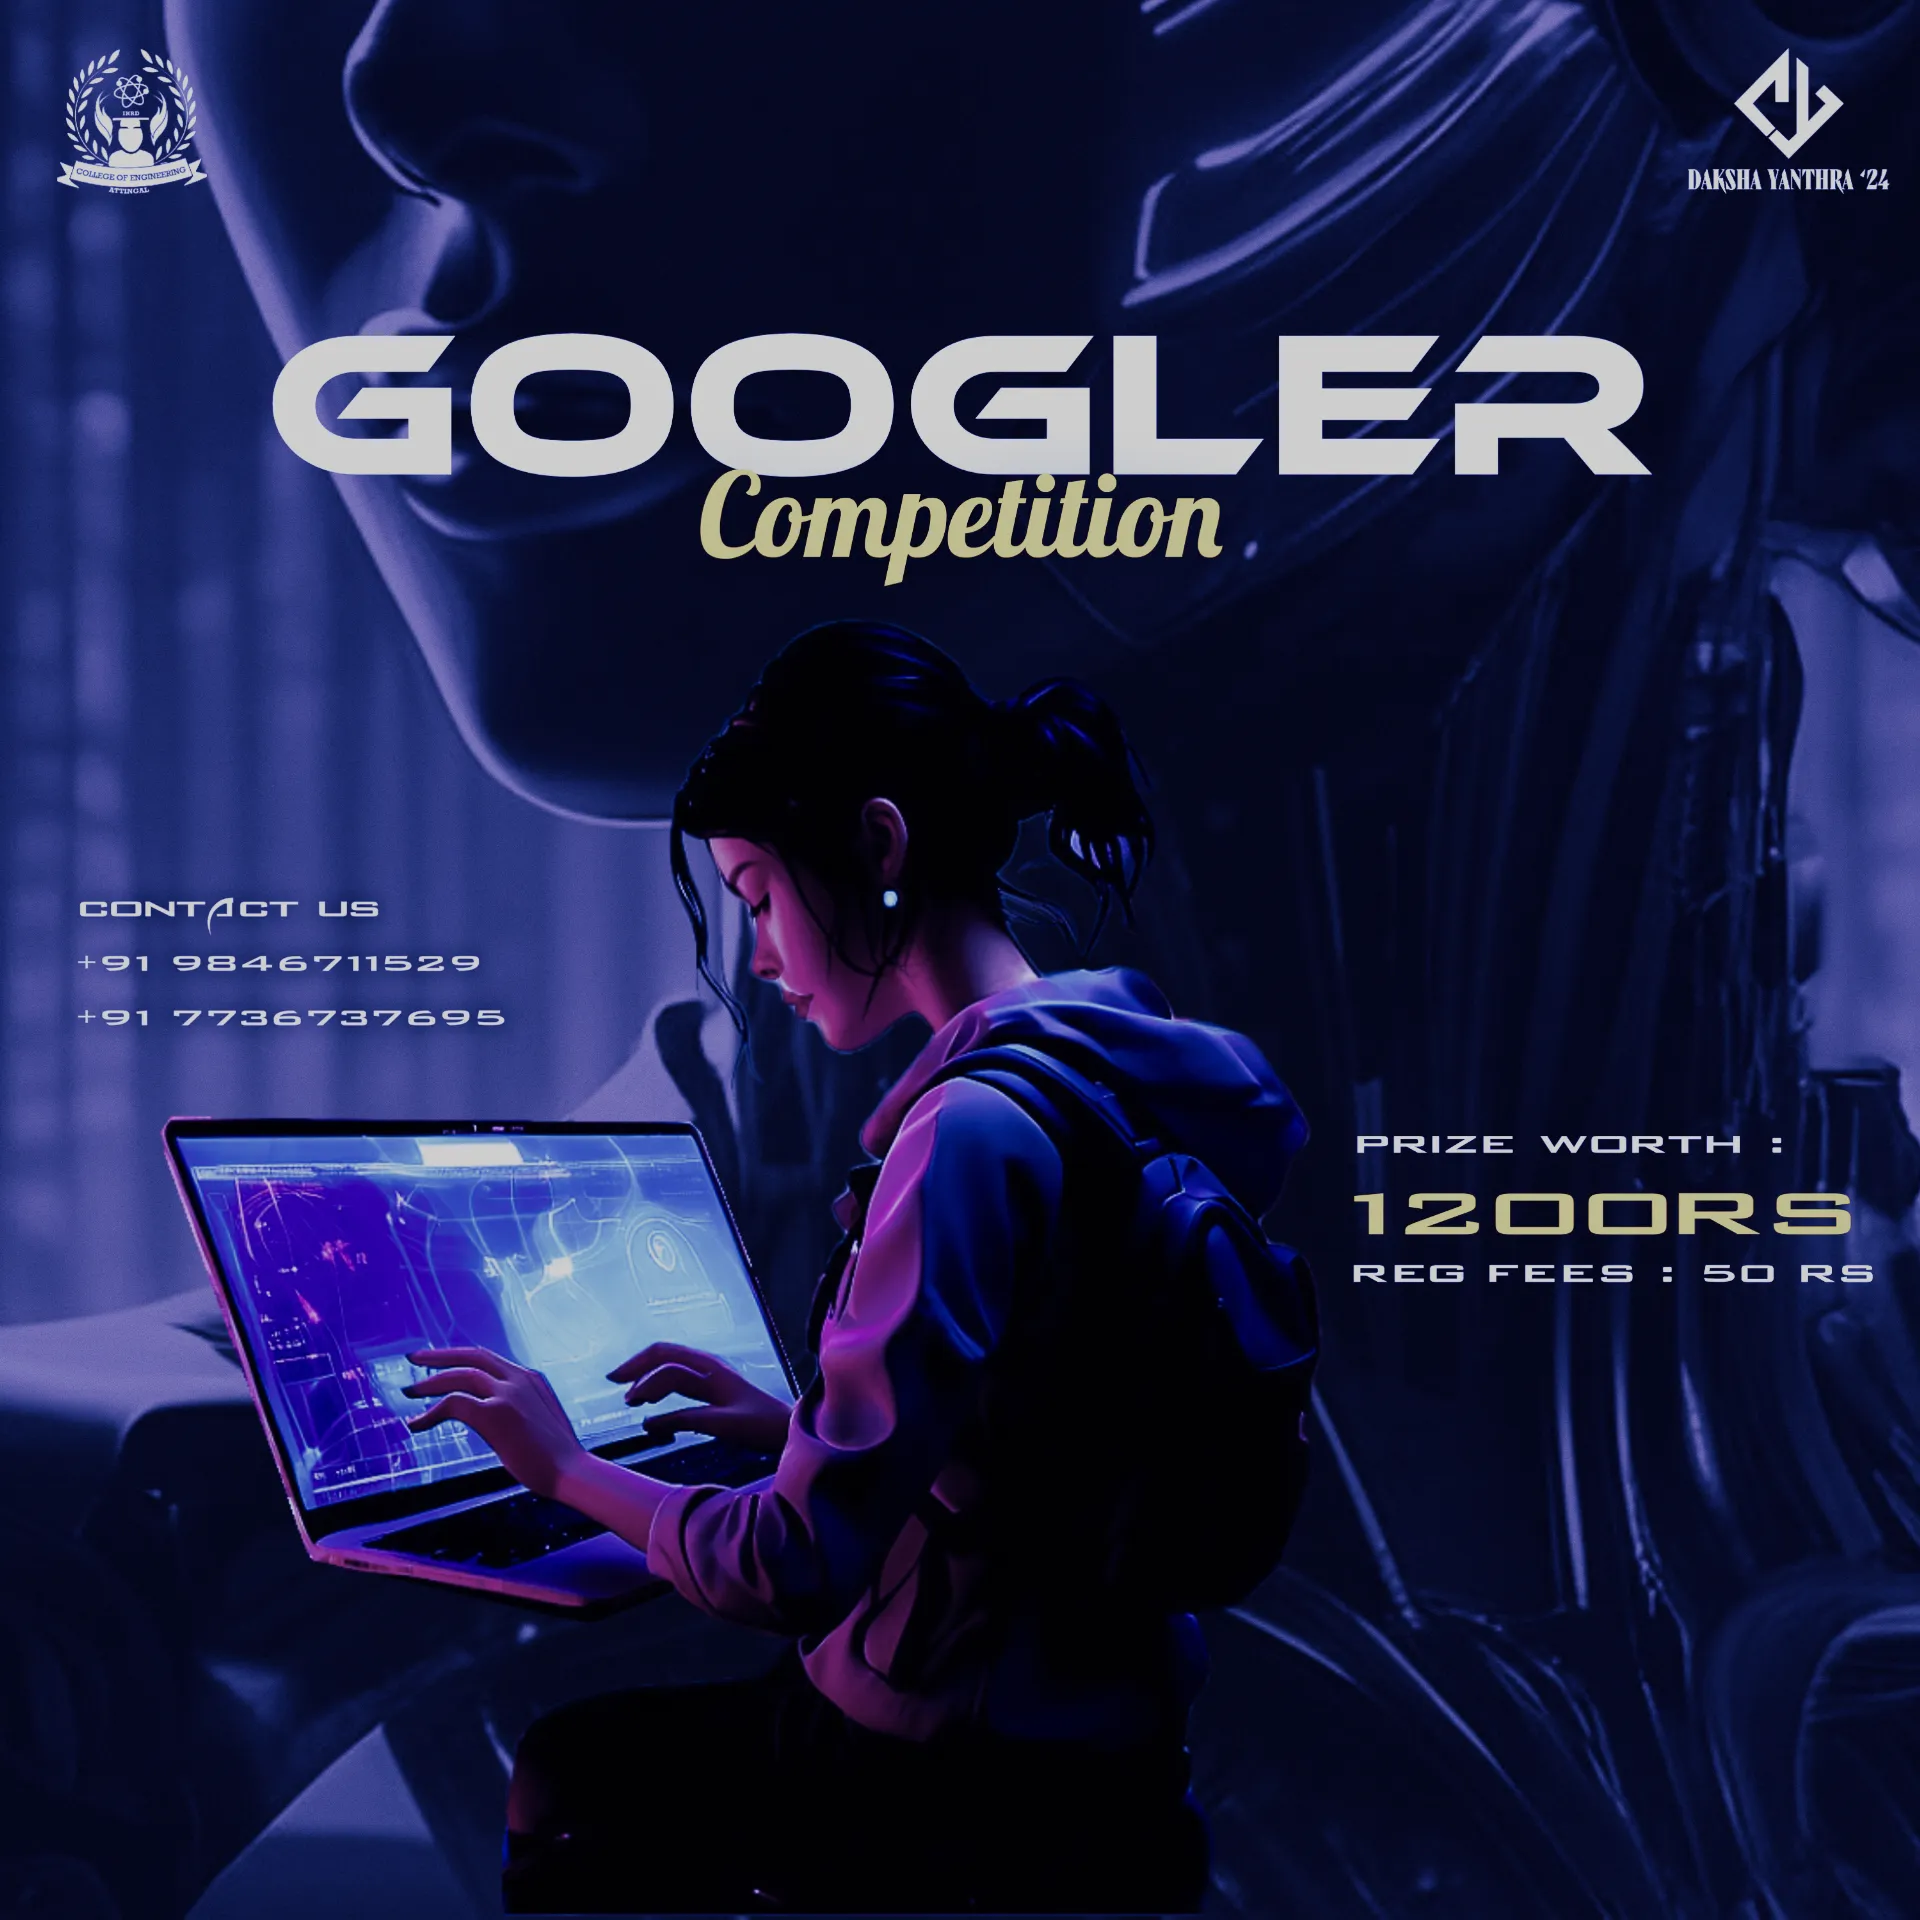 IHRD
COLLEGE OF ENGINEERING
ATTINGAL
DAKSHA YANTHRA '24
GOOGLER
Competition
CONTACT US
+91 9846711529
+91 7736737695
PRIZE WORTH :
1200RS
REG FEES : 50 RS